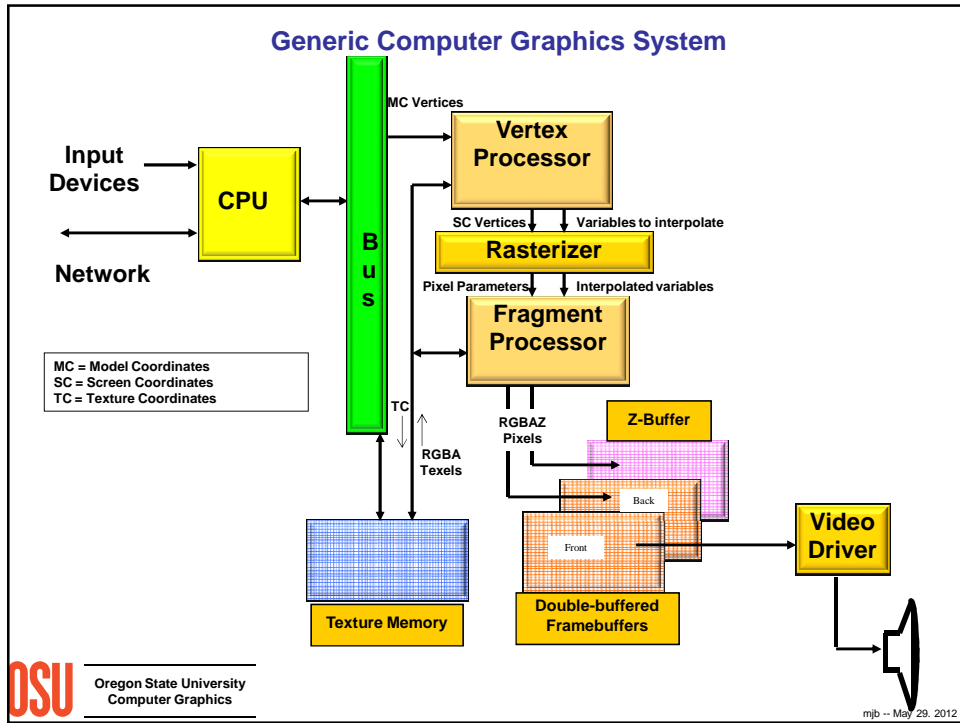 Generic Computer Graphics System
MC Vertices
Vertex
Processor
Input
Devices
CPU
B
u
s
SC Vertices
Variables to interpolate
Rasterizer
Network
Pixel Parameters
Interpolated variables
Fragment
Processor
MC = Model Coordinates
SC = Screen Coordinates
TC = Texture Coordinates
TC
RGBA
Texels
RGBAZ
Pixels
Z-Buffer
Back
Front
Video
Driver
Texture Memory
Double-buffered
Framebuffers
OSU
Oregon State University
Computer Graphics
mjb -- May 29. 2012